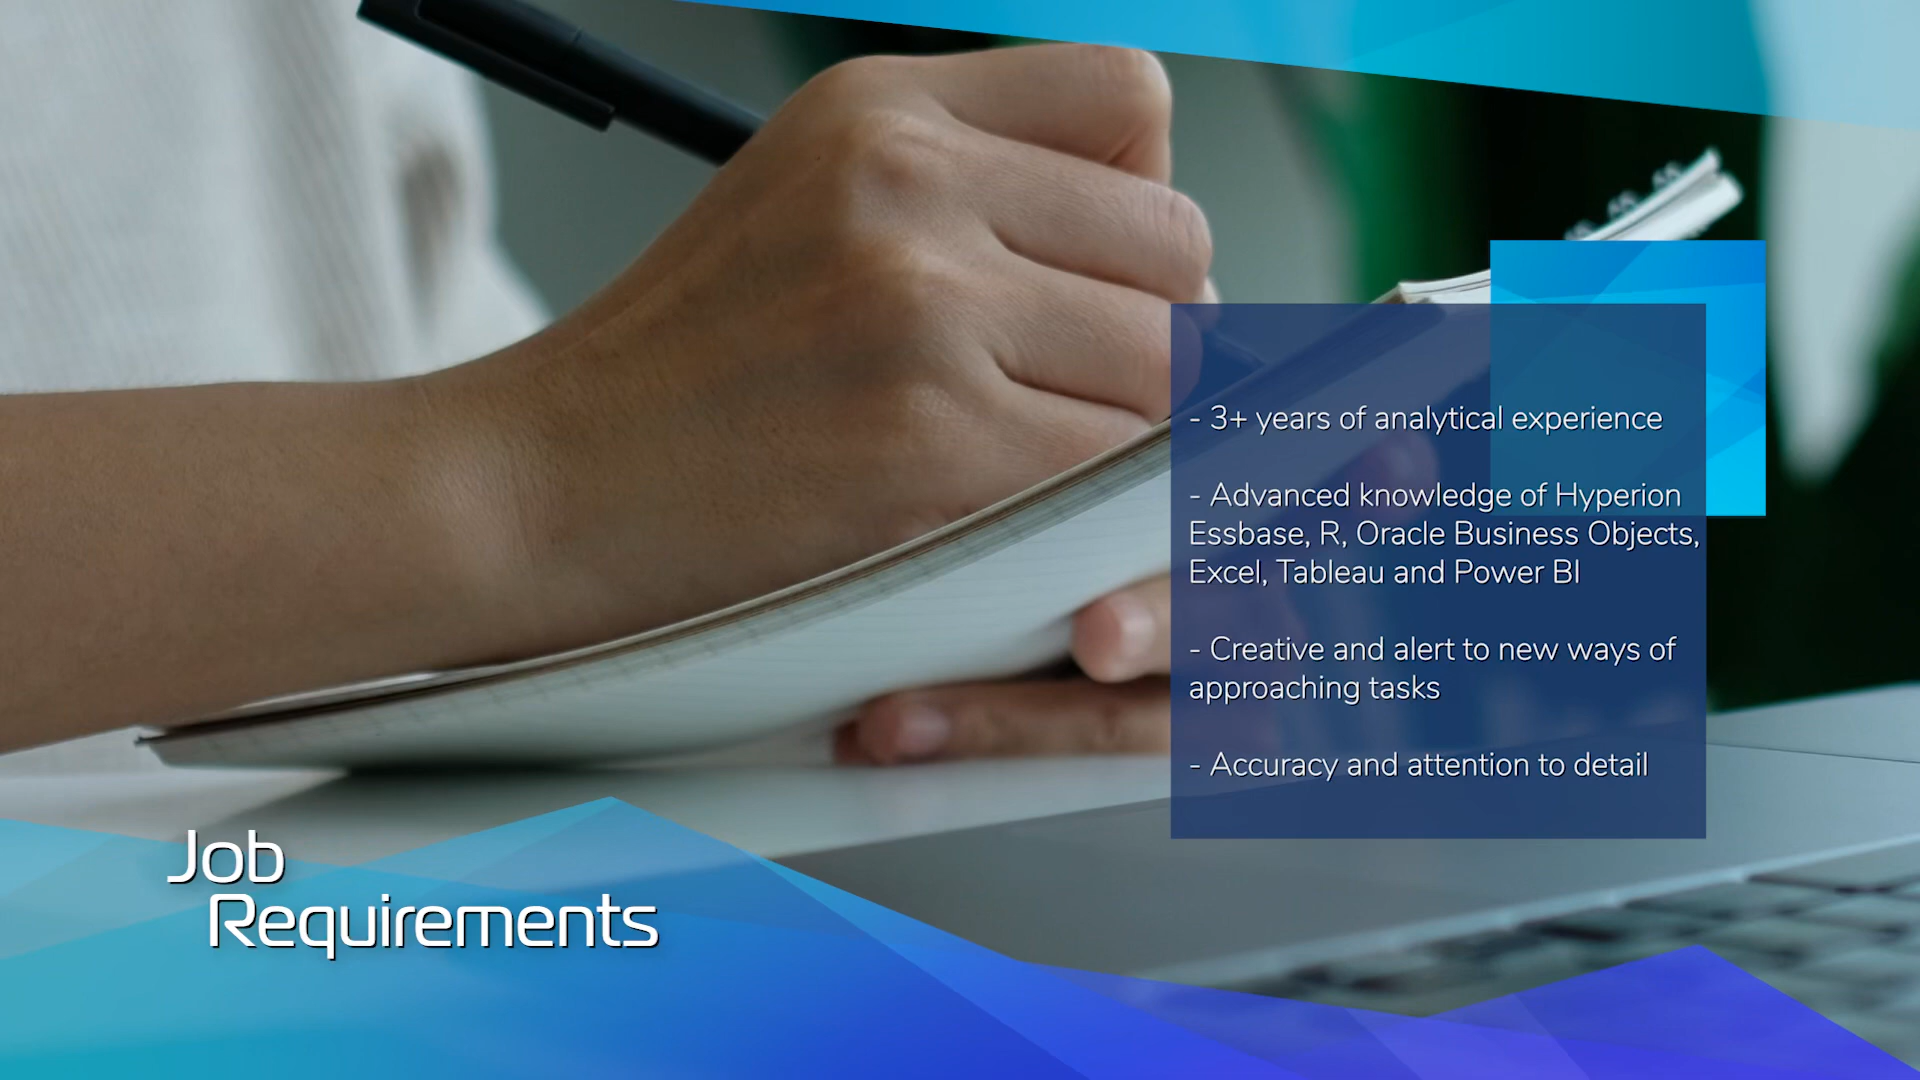 - 3+ years of analytical experience
- Advanced knowledge of Hyperion
Essbase, R, Oracle Business Objects,
Excel, Tableau and Power BI
- Creative and alert to new ways of
approaching tasks
- Accuracy and attention to detail
Job
Requirements